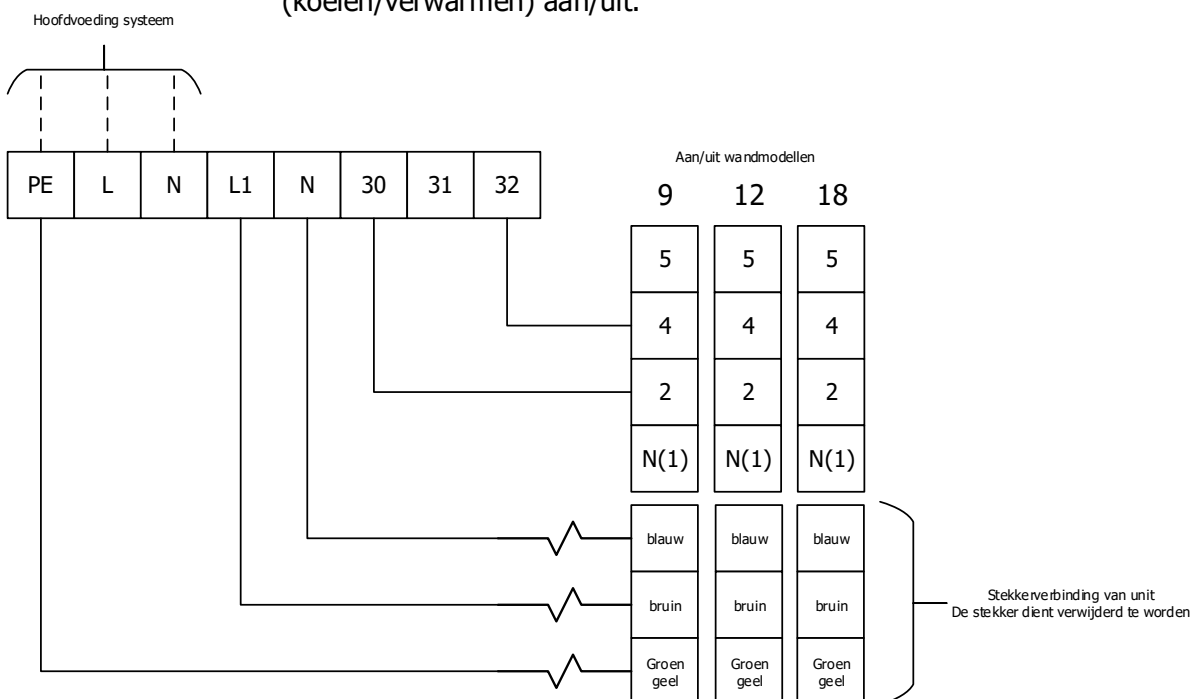 (koelen/verwarmen) aan/uit.
Hoofdvoeding systeem
PE L N L1 N 30 31 32
Aan/uit wandmodellen
9 12 18
5 5 5
4 4 4
2 2 2
N(1) N(1) N(1)
blauw blauw blauw
bruin bruin bruin
Groen Groen Groen
geel geel geel
Stekkerverbinding van unit
De stekker dient verwijderd te worden